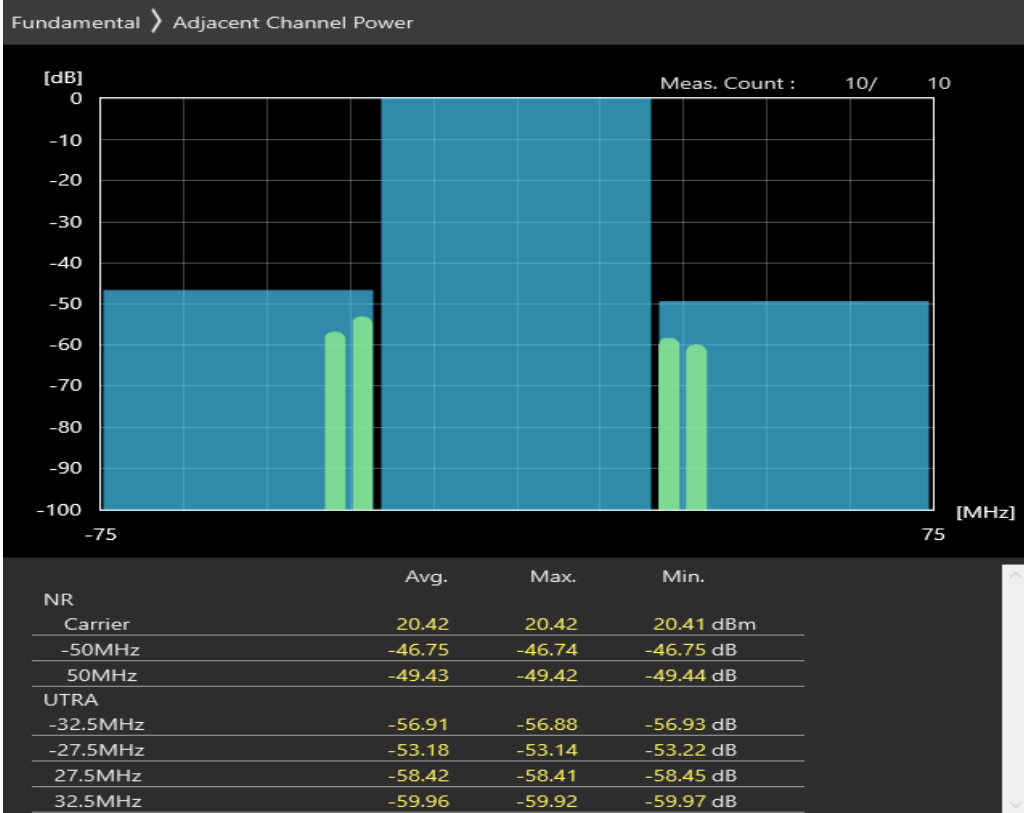 Fundamental 〉 Adjacent Channel Power
[dB]
Meas. Count : 10/ 10
0
-10
-20
-30
-40
-50
-60
-70
-80
-90
-100
[MHz]
-75 75
Avg. Max. Min.
NR
Carrier 20.42 20.42 20.41 dBm
-50MHz -46.75 -46.74 -46.75 dB
50MHz -49.43 -49.42 -49.44 dB
UTRA
-32.5MHz -56.91 -56.88 -56.93 dB
-27.5MHz -53.18 -53.14 -53.22 dB
27.5MHz -58.42 -58.41 -58.45 dB
32.5MHz -59.96 -59.92 -59.97 dB